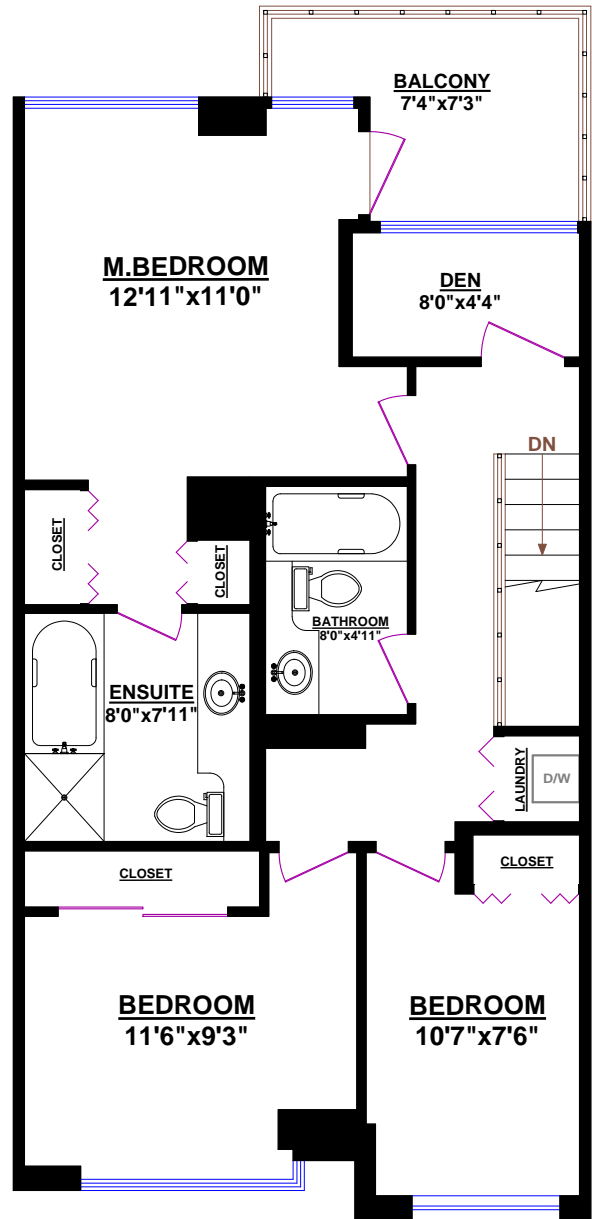 BALCONY
7'4"x7'3"
M.BEDROOM
12'11"x11'0"
DEN
8'0"x4'4"
DN
CLOSET
CLOSET
BATHROOM
8'0"x4'11"
ENSUITE
8'0"x7'11"
LAUNDRY
D/W
CLOSET
CLOSET
BEDROOM
11'6"x9'3"
BEDROOM
10'7"x7'6"